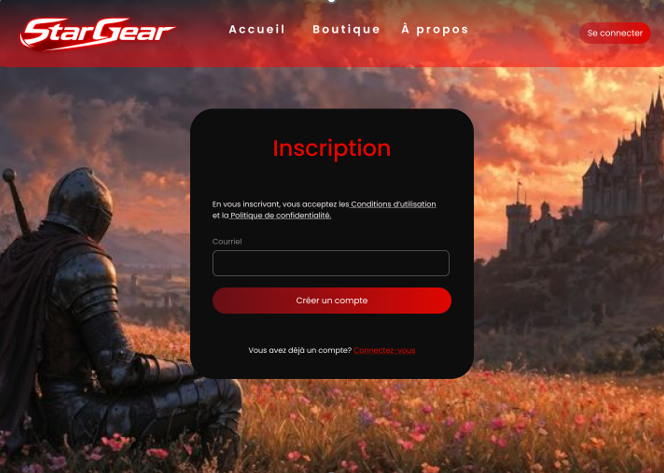 StarGear
Accueil Boutique À propos
Se connecter
Inscription
En vous inscrivant, vous acceptez les Conditions d'utilisation
et la Politique de confidentialité.
Courriel
Créer un compte
Vous avez déjà un compte? Connectez-vous